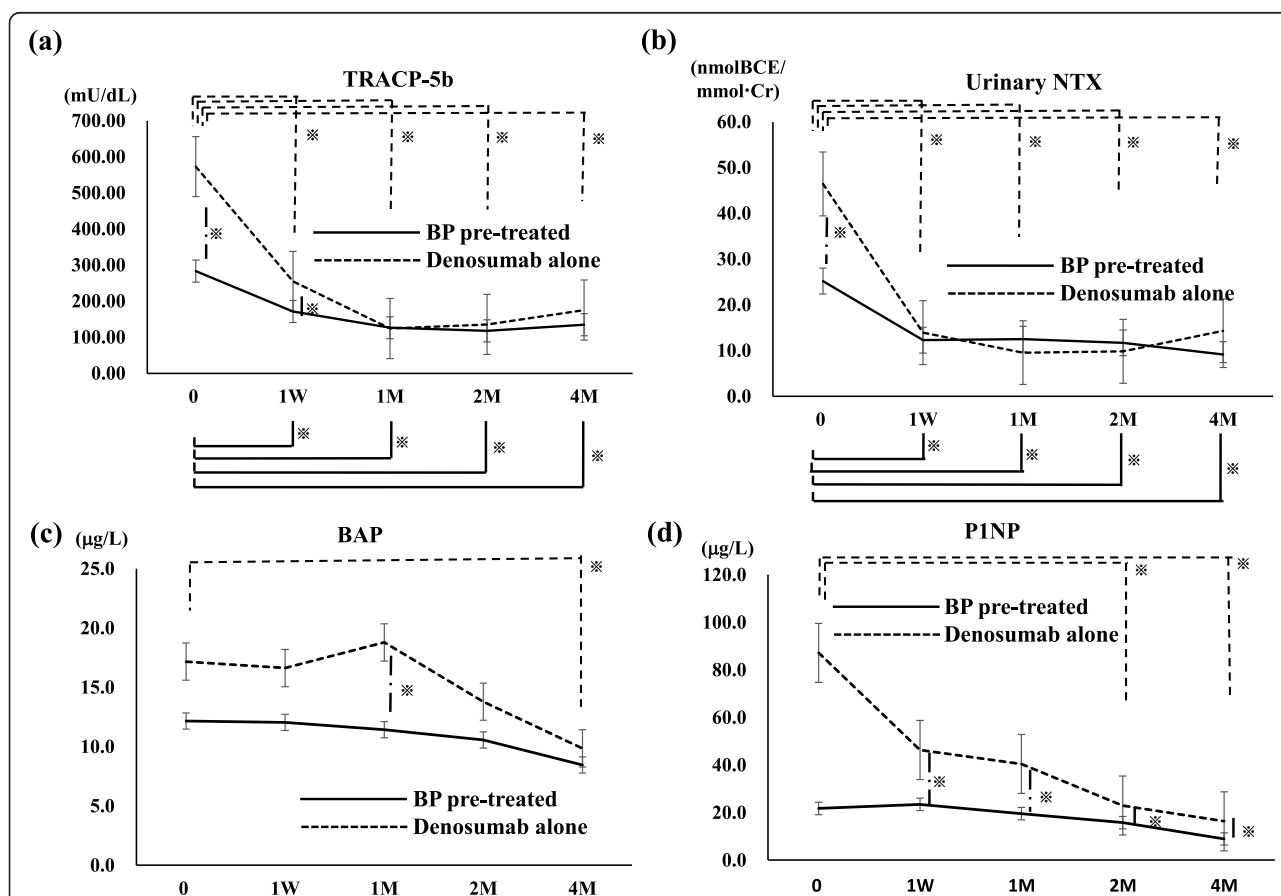 (a)
TRACP-5b
(mU/dL)
700.00
600.00
500.00
400.00
300.00
200.00
100.00
0.00
※
※
※
※
※
※
BP pre-treated
Denosumab alone
0 1W 1M 2M 4M
※
※
※
※
(b)
Urinary NTX
(nmolBCE/
mmol·Cr)
60.0
50.0
40.0
30.0
20.0
10.0
0.0
※
※
※
※
※
BP pre-treated
Denosumab alone
0 1W 1M 2M 4M
※
※
※
※
(c)
BAP
(μg/L)
25.0
20.0
15.0
10.0
5.0
0.0
※
※
BP pre-treated
Denosumab alone
0 1W 1M 2M 4M
(d)
P1NP
(μg/L)
120.0
100.0
80.0
60.0
40.0
20.0
0.0
※
※
BP pre-treated
Denosumab alone
※
※
※
※
0 1W 1M 2M 4M